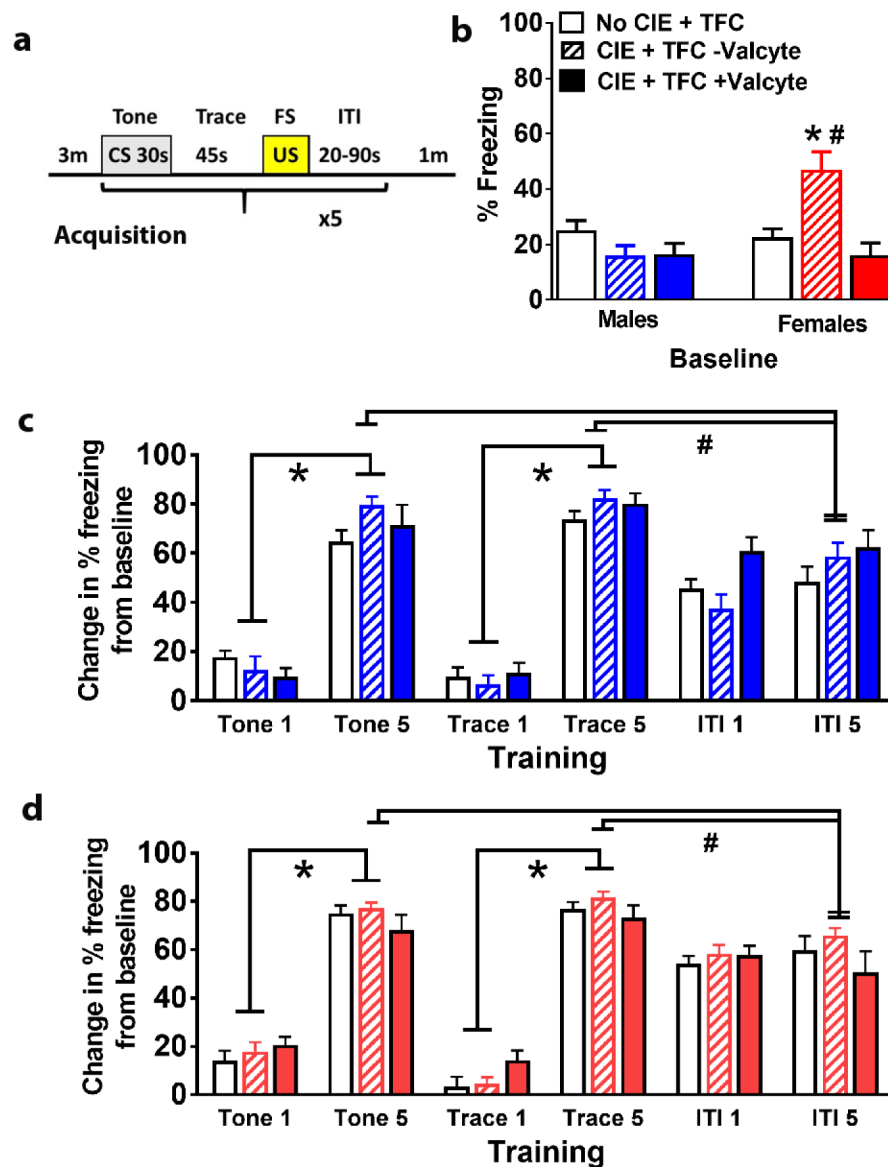 a
Tone Trace FS ITI
3m CS 30s 45s US 20-90s 1m
x5
Acquisition
b
No CIE + TFC
CIE + TFC -Valcyte
CIE + TFC +Valcyte
% Freezing
100
80
60
40
20
0
* #
Males Females
Baseline
c
Change in % freezing
from baseline
100
80
60
40
20
0
* * #
Tone 1 Tone 5 Trace 1 Trace 5 ITI 1 ITI 5
Training
d
Change in % freezing
from baseline
100
80
60
40
20
0
* * #
Tone 1 Tone 5 Trace 1 Trace 5 ITI 1 ITI 5
Training